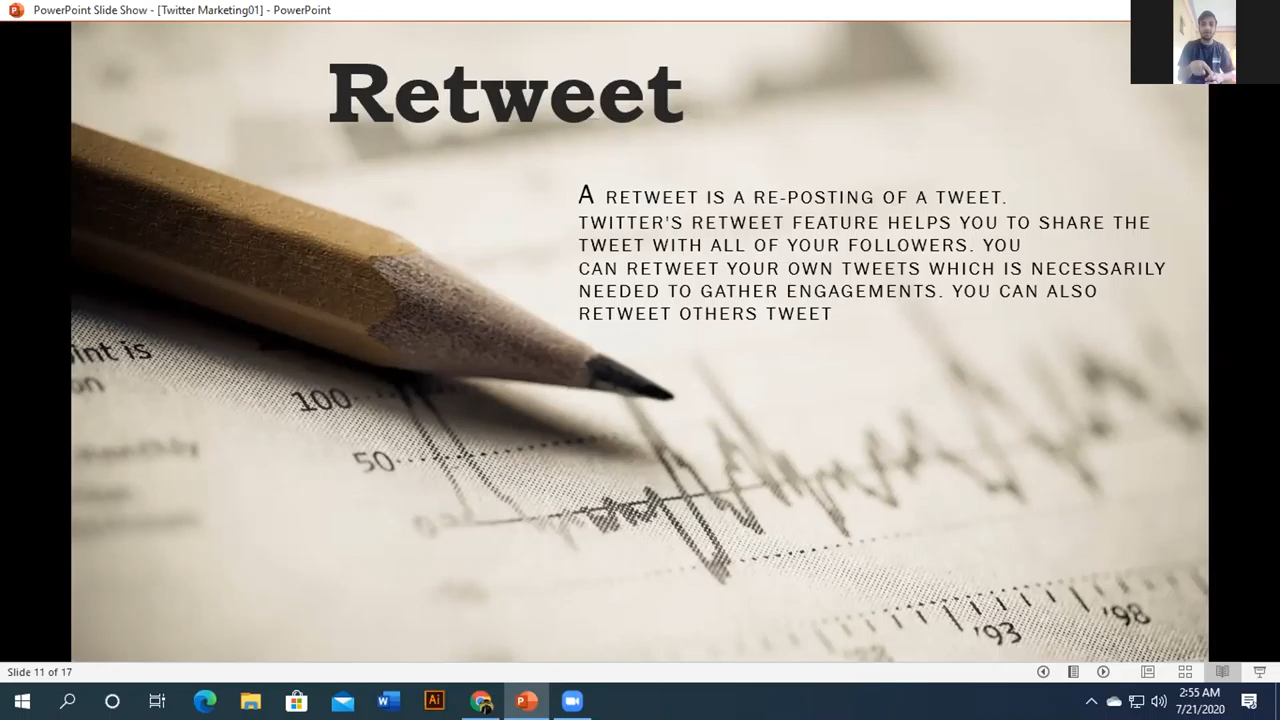 PowerPoint Slide Show - [Twitter Marketing01] - PowerPoint
Retweet
A RETWEET IS A RE-POSTING OF A TWEET.
TWITTER'S RETWEET FEATURE HELPS YOU TO SHARE THE
TWEET WITH ALL OF YOUR FOLLOWERS. YOU
CAN RETWEET YOUR OWN TWEETS WHICH IS NECESSARILY
NEEDED TO GATHER ENGAGEMENTS. YOU CAN ALSO
RETWEET OTHERS TWEET
is
100
50
0
'93
'98
Slide 11 of 17
2:55 AM
7/21/2020